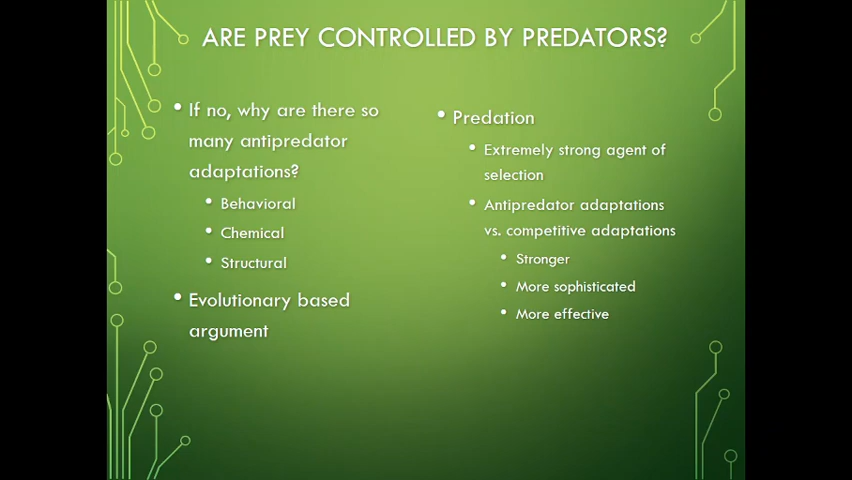 ARE PREY CONTROLLED BY PREDATORS?
• If no, why are there so
many antipredator
adaptations?
• Behavioral
• Chemical
• Structural
• Evolutionary based
argument
• Predation
• Extremely strong agent of
selection
• Antipredator adaptations
vs. competitive adaptations
• Stronger
• More sophisticated
• More effective